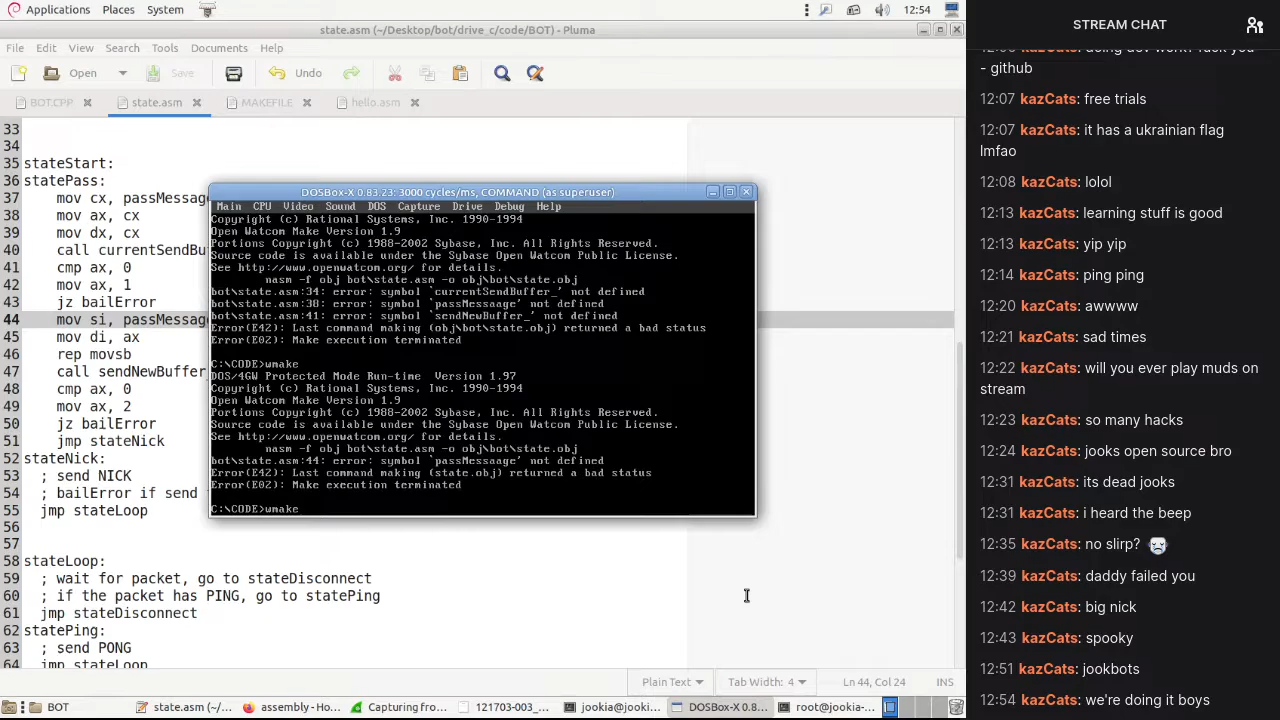 Applications Places System 12:54
state.asm (~/Desktop/bot/drive_c/code/BOT) - Pluma
File Edit View Search Tools Documents Help
Open Save Undo
BOT.CPP state.asm MAKEFILE hello.asm
33
34
35 stateStart:
36 statePass:
37 mov cx, passMessage
38 mov ax, cx
39 mov dx, cx
40 call currentSendBu
41 cmp ax, 0
42 mov ax, 1
43 jz bailError
44 mov si, passMessag
45 mov di, ax
46 rep movsb
47 call sendNewBuffer_
48 cmp ax, 0
49 mov ax, 2
50 jz bailError
51 jmp stateNick
52 stateNick:
53 ; send NICK
54 ; bailError if send
55 jmp stateLoop
56
57
58 stateLoop:
59 ; wait for packet, go to stateDisconnect
60 ; if the packet has PING, go to statePing
61 jmp stateDisconnect
62 statePing:
63 ; send PONG
64 jmp stateLoop
Plain Text Tab Width: 4 Ln 44, Col 24 INS
DOSBox-X 0.83.23: 3000 cycles/ms, COMMAND (as superuser)
Main CPU Video Sound DOS Capture Drive Debug Help
Copyright (c) Rational Systems, Inc. 1990-1994
Open Watcom Make Version 1.9
Portions Copyright (c) 1988-2002 Sybase, Inc. All Rights Reserved.
Source code is available under the Sybase Open Watcom Public License.
See http://www.openwatcom.org/ for details.
nasm -f obj bot\state.asm -o obj\bot\state.obj
bot\state.asm:34: error: symbol `currentSendBuffer_' not defined
bot\state.asm:38: error: symbol `passMessaage' not defined
bot\state.asm:41: error: symbol `sendNewBuffer_' not defined
Error(E42): Last command making (obj\bot\state.obj) returned a bad status
Error(E02): Make execution terminated
C:\CODE>wmake
DOS/4GW Protected Mode Run-time Version 1.97
Copyright (c) Rational Systems, Inc. 1990-1994
Open Watcom Make Version 1.9
Portions Copyright (c) 1988-2002 Sybase, Inc. All Rights Reserved.
Source code is available under the Sybase Open Watcom Public License.
See http://www.openwatcom.org/ for details.
nasm -f obj bot\state.asm -o obj\bot\state.obj
bot\state.asm:44: error: symbol `passMessaage' not defined
Error(E42): Last command making (state.obj) returned a bad status
Error(E02): Make execution terminated
C:\CODE>wmake
BOT state.asm (~/... assembly - Ho... Capturing fro... 121703-003_... jookia@jooki... DOSBox-X 0.8... root@jookia-...
STREAM CHAT
- github
12:07 kazCats: free trials
12:07 kazCats: it has a ukrainian flag
lmfao
12:08 kazCats: lolol
12:13 kazCats: learning stuff is good
12:13 kazCats: yip yip
12:14 kazCats: ping ping
12:20 kazCats: awwww
12:21 kazCats: sad times
12:22 kazCats: will you ever play muds on
stream
12:23 kazCats: so many hacks
12:24 kazCats: jooks open source bro
12:31 kazCats: its dead jooks
12:31 kazCats: i heard the beep
12:35 kazCats: no slirp?
12:39 kazCats: daddy failed you
12:42 kazCats: big nick
12:43 kazCats: spooky
12:51 kazCats: jookbots
12:54 kazCats: we're doing it boys